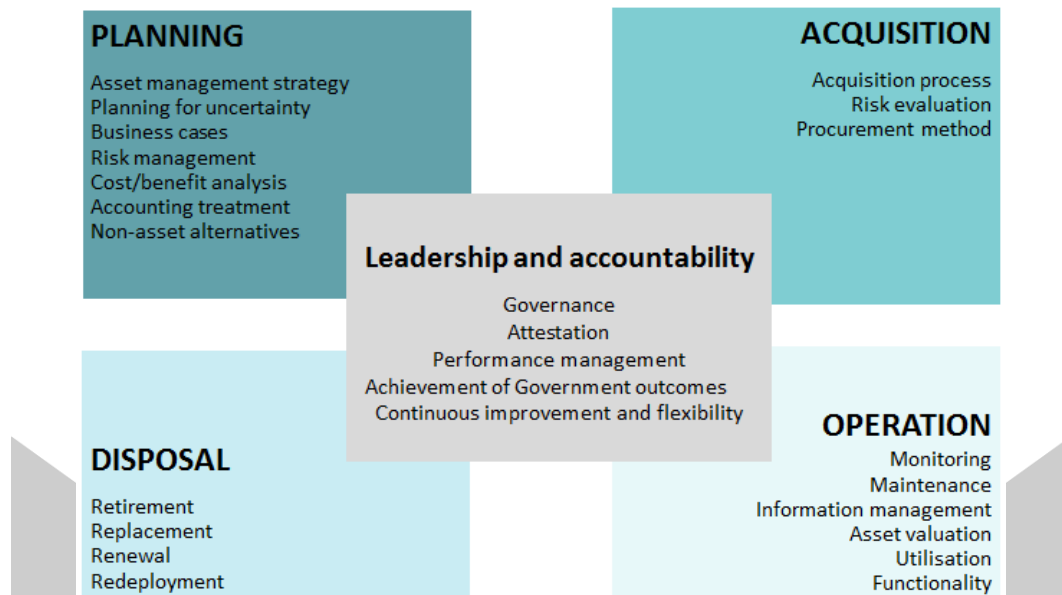 PLANNING
Asset management strategy
Planning for uncertainty
Business cases
Risk management
Cost/benefit analysis
Accounting treatment
Non-asset alternatives
ACQUISITION
Acquisition process
Risk evaluation
Procurement method
Leadership and accountability
Governance
Attestation
Performance management
Achievement of Government outcomes
Continuous improvement and flexibility
DISPOSAL
Retirement
Replacement
Renewal
Redeployment
OPERATION
Monitoring
Maintenance
Information management
Asset valuation
Utilisation
Functionality